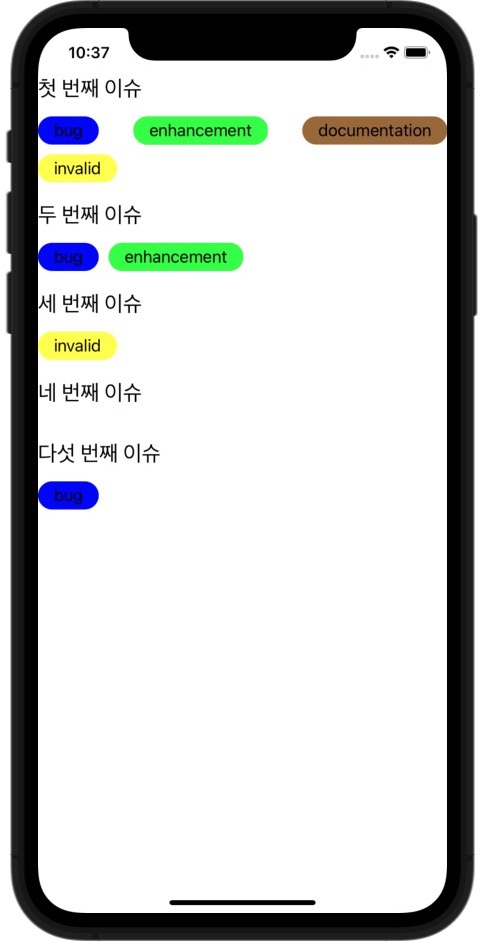 10:37
첫 번째 이슈
bug enhancement documentation
invalid
두 번째 이슈
bug enhancement
세 번째 이슈
invalid
네 번째 이슈
다섯 번째 이슈
bug